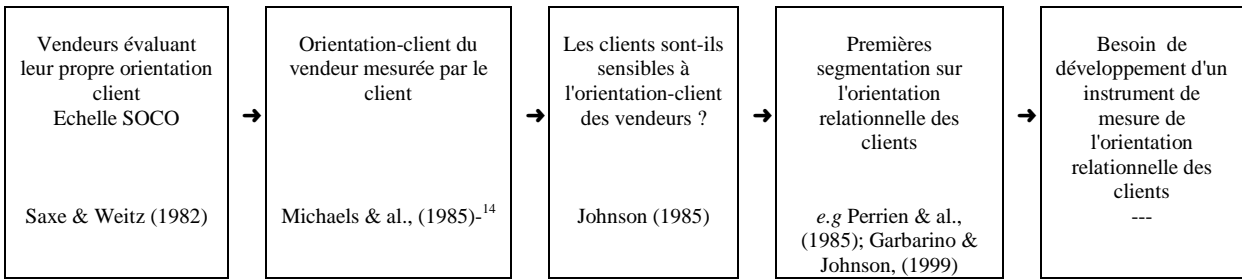 Vendeurs évaluant
leur propre orientation
client
Echelle SOCO
Saxe & Weitz (1982)
➔
Orientation-client du
vendeur mesurée par le
client
Michaels & al., (1985)-14
➔
Les clients sont-ils
sensibles à
l'orientation-client
des vendeurs ?
Johnson (1985)
➔
Premières
segmentation sur
l'orientation
relationnelle des
clients
e.g Perrien & al.,
(1985); Garbarino &
Johnson, (1999)
➔
Besoin de
développement d'un
instrument de
mesure de
l'orientation
relationnelle des
clients
---